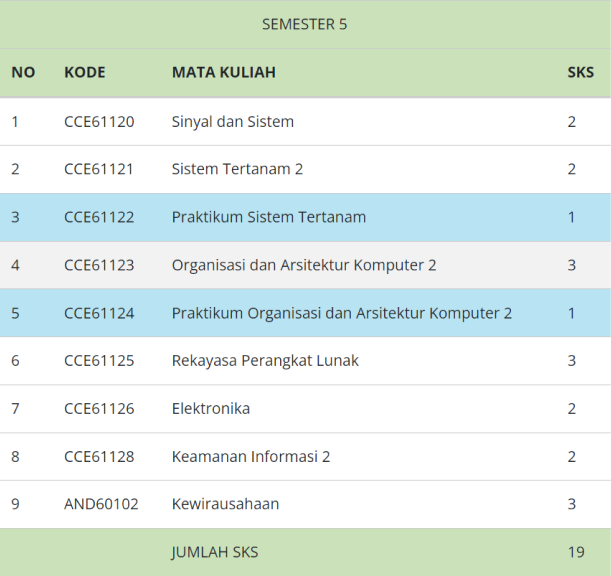 SEMESTER 5
NO KODE MATA KULIAH SKS
1 CCE61120 Sinyal dan Sistem 2
2 CCE61121 Sistem Tertanam 2 2
3 CCE61122 Praktikum Sistem Tertanam 1
4 CCE61123 Organisasi dan Arsitektur Komputer 2 3
5 CCE61124 Praktikum Organisasi dan Arsitektur Komputer 2 1
6 CCE61125 Rekayasa Perangkat Lunak 3
7 CCE61126 Elektronika 2
8 CCE61128 Keamanan Informasi 2 2
9 AND60102 Kewirausahaan 3
JUMLAH SKS 19